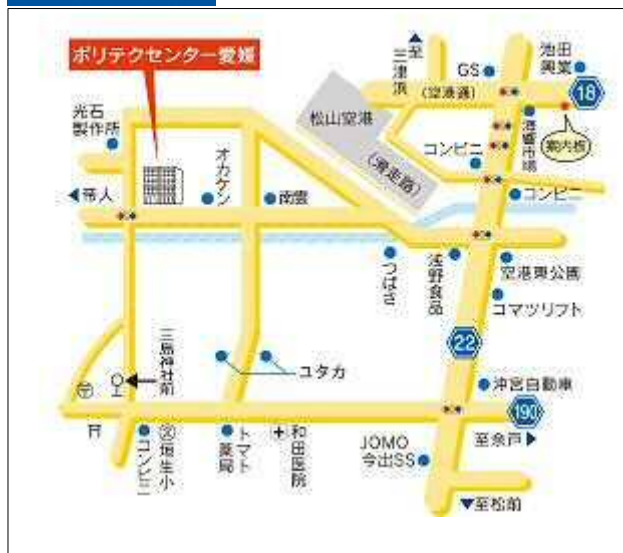 ポリテクセンター愛媛
至
三津浜
GS
池田
興業
(空港通)
18
光石
製作所
松山空港
コンビニ
案内板
オカケン
(滑走路)
帝人
南雲
コンビニ
つばさ
浅野食品
空港東公園
コマツリフト
22
三島神社前
ユタカ
沖宮自動車
190
コンビニ
文 垣生小
トマト
薬局
和田医院
JOMO
今出SS
至余戸
至松前